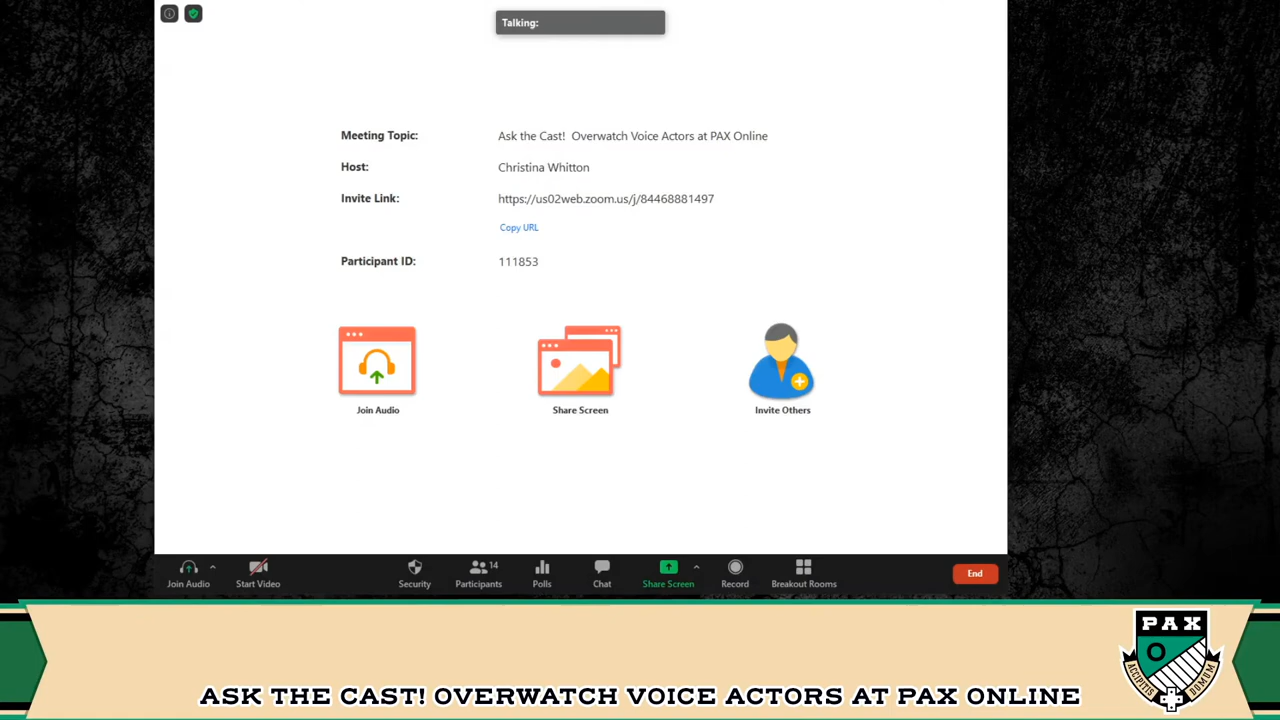 Talking:
Meeting Topic: Ask the Cast! Overwatch Voice Actors at PAX Online
Host: Christina Whitton
Invite Link: https://us02web.zoom.us/j/84468881497
Copy URL
Participant ID: 111853
Join Audio Share Screen Invite Others
Join Audio Start Video Security Participants 14 Polls Chat Share Screen Record Breakout Rooms End
PAX
ACCIPITIS DOMUM
ASK THE CAST! OVERWATCH VOICE ACTORS AT PAX ONLINE